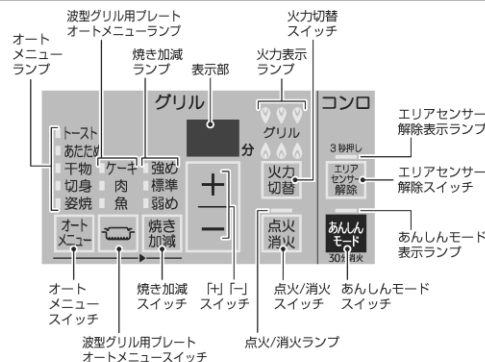 波型グリル用プレート
オートメニューランプ
火力切替
スイッチ
オート
メニュー
ランプ
焼き加減
ランプ
表示部
火力表示
ランプ
グリル
コンロ
分
グリル
3秒押し
エリアセンサー
解除表示ランプ
トースト
あたため
干物
切身
姿焼
ケーキ
肉
魚
強め
標準
弱め
+
−
火力
切替
エリア
センサー
解除
エリアセンサー
解除スイッチ
オート
メニュー
焼き
加減
点火
消火
あんしん
モード
30分消火
あんしんモード
表示ランプ
オート
メニュー
スイッチ
焼き加減
スイッチ
「+」「−」
スイッチ
点火/消火
スイッチ
あんしんモード
スイッチ
波型グリル用プレート
オートメニュースイッチ
点火/消火ランプ